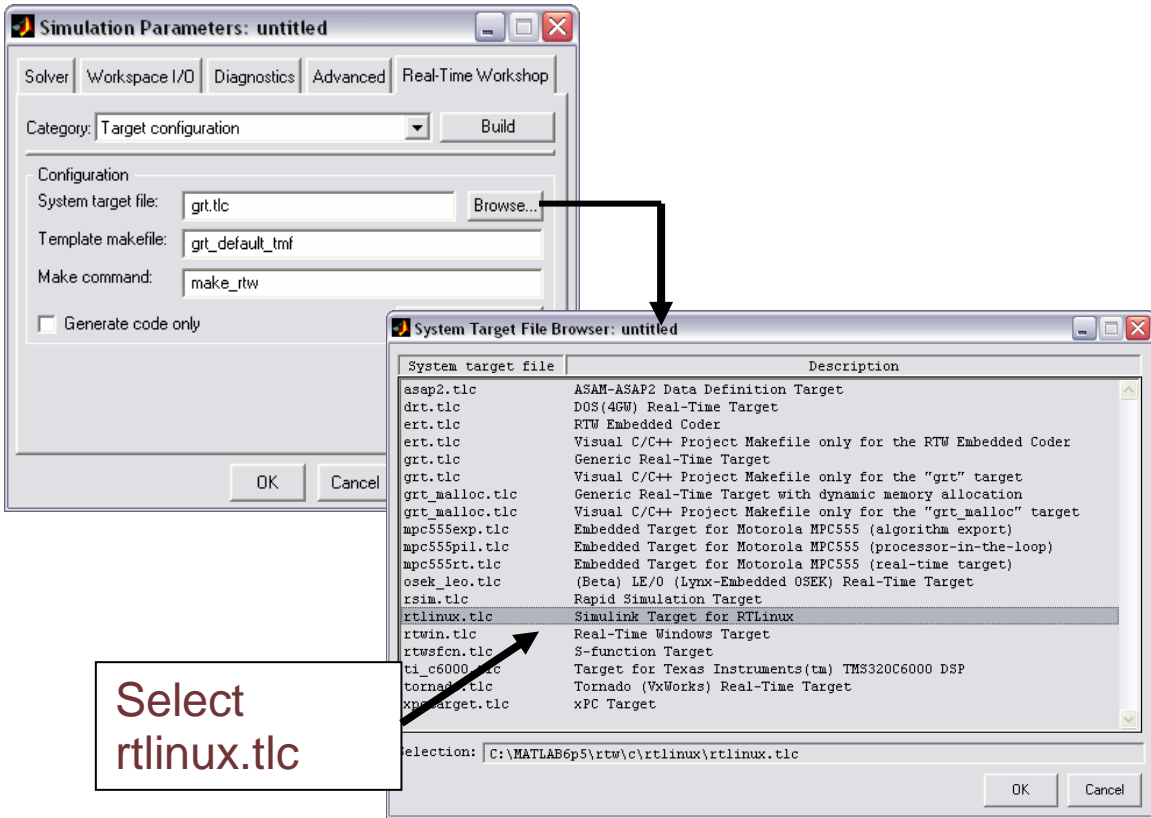 Simulation Parameters: untitled
Solver Workspace I/O Diagnostics Advanced Real-Time Workshop
Category: Target configuration Build
Configuration
System target file: grt.tlc Browse...
Template makefile: grt_default_tmf
Make command: make_rtw
Generate code only
OK Cancel
System Target File Browser: untitled
System target file Description
asap2.tlc ASAM-ASAP2 Data Definition Target
drt.tlc DOS(4GW) Real-Time Target
ert.tlc RTW Embedded Coder
ert.tlc Visual C/C++ Project Makefile only for the RTW Embedded Coder
grt.tlc Generic Real-Time Target
grt.tlc Visual C/C++ Project Makefile only for the "grt" target
grt_malloc.tlc Generic Real-Time Target with dynamic memory allocation
grt_malloc.tlc Visual C/C++ Project Makefile only for the "grt_malloc" target
mpc555exp.tlc Embedded Target for Motorola MPC555 (algorithm export)
mpc555pil.tlc Embedded Target for Motorola MPC555 (processor-in-the-loop)
mpc555rt.tlc Embedded Target for Motorola MPC555 (real-time target)
osek_leo.tlc (Beta) LE/O (Lynx-Embedded OSEK) Real-Time Target
rsim.tlc Rapid Simulation Target
rtlinux.tlc Simulink Target for RTLinux
rtwin.tlc Real-Time Windows Target
rtwsfcn.tlc S-function Target
ti_c6000.tlc Target for Texas Instruments(tm) TMS320C6000 DSP
tornado.tlc Tornado (VxWorks) Real-Time Target
xpctarget.tlc xPC Target
Selection: C:\MATLAB6p5\rtw\c\rtlinux\rtlinux.tlc
OK Cancel
Select
rtlinux.tlc